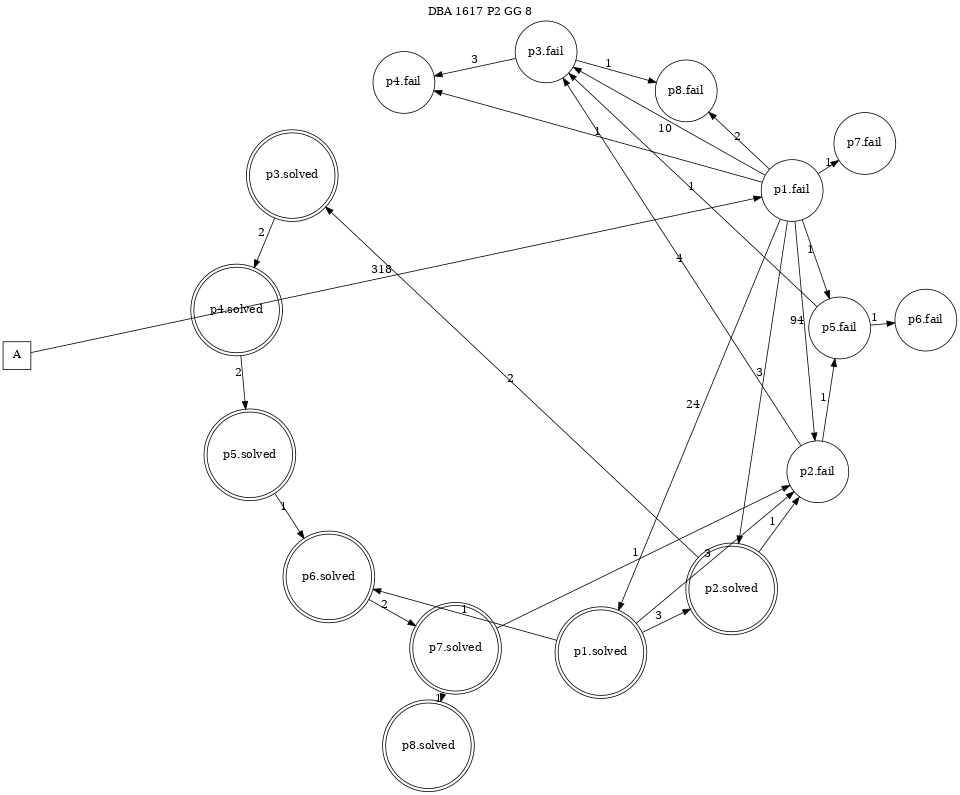 DBA 1617 P2 GG 8
p3.fail
3
1
p4.fail
p8.fail
10
1
2
p7.fail
1
p3.solved
1
p1.fail
2
318
4
1
p4.solved
94
p5.fail
1
p6.fail
A
2
2
3
1
24
p5.solved
p2.fail
1
1
1
3
p6.solved
2
1
3
p2.solved
p7.solved
p1.solved
1
p8.solved